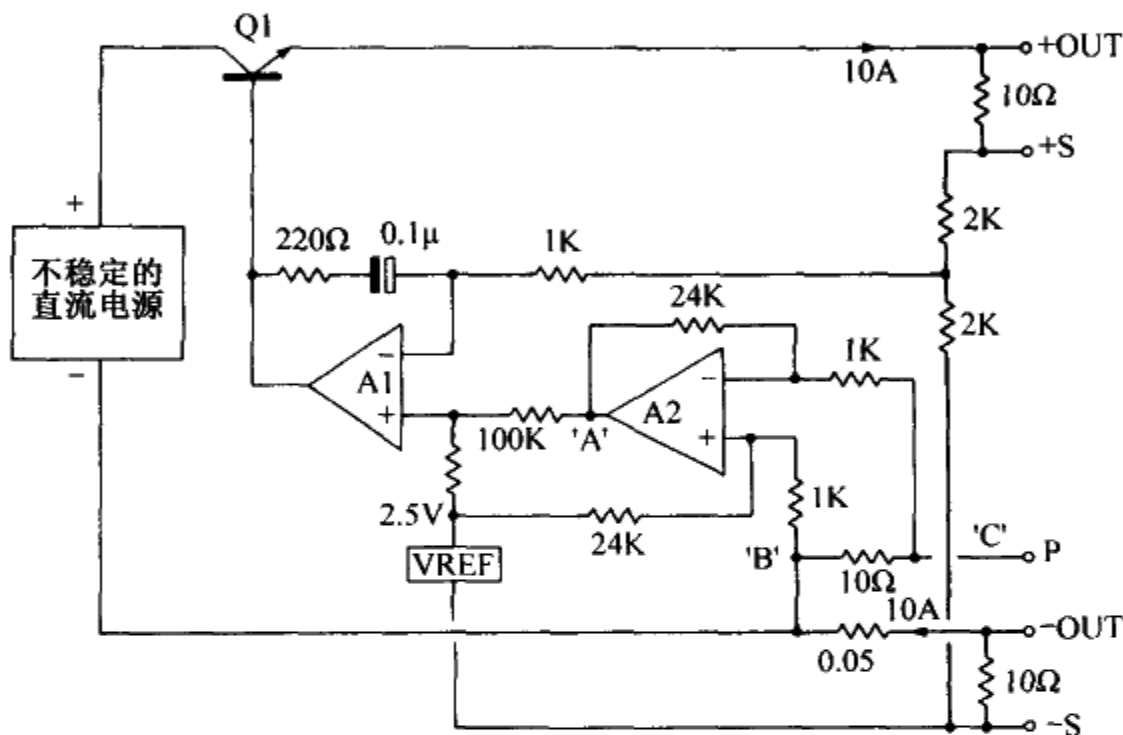 Q1
10A
+OUT
10Ω
+S
2K
+
不稳定的
直流电源
−
220Ω
0.1μ
1K
24K
2K
1K
A1
−
+
100K
'A'
A2
−
+
1K
2.5V
24K
VREF
'B'
10Ω
'C'
P
10A
−OUT
0.05
10Ω
−S